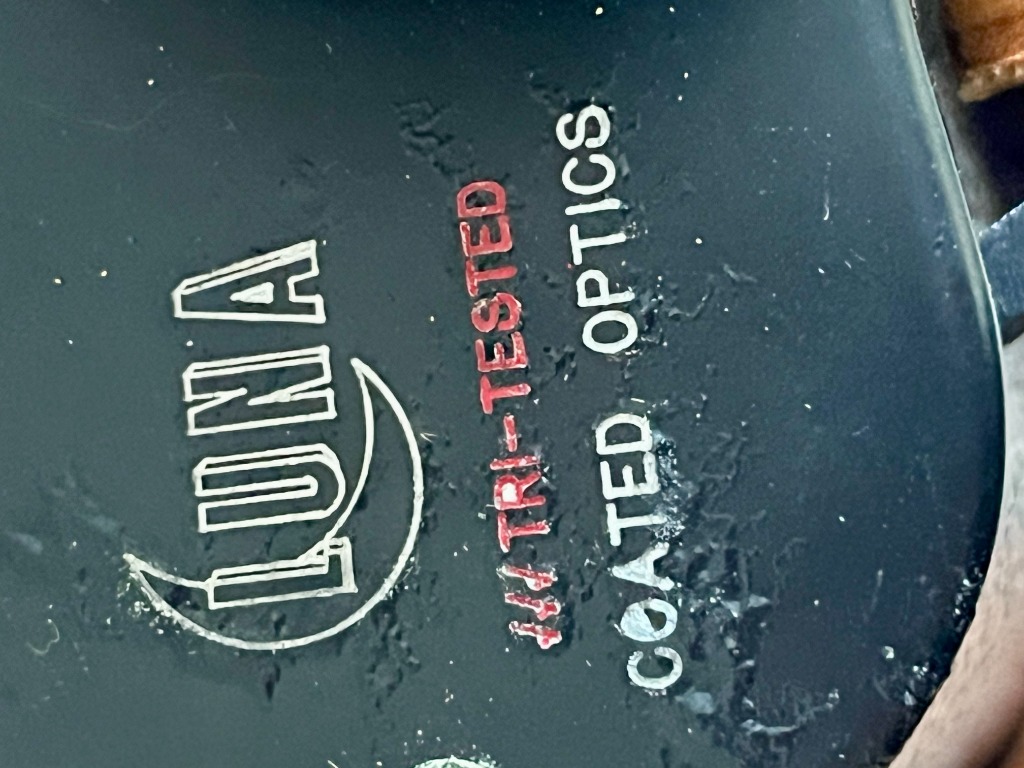 LUNA
/// TRI-TESTED
COATED OPTICS